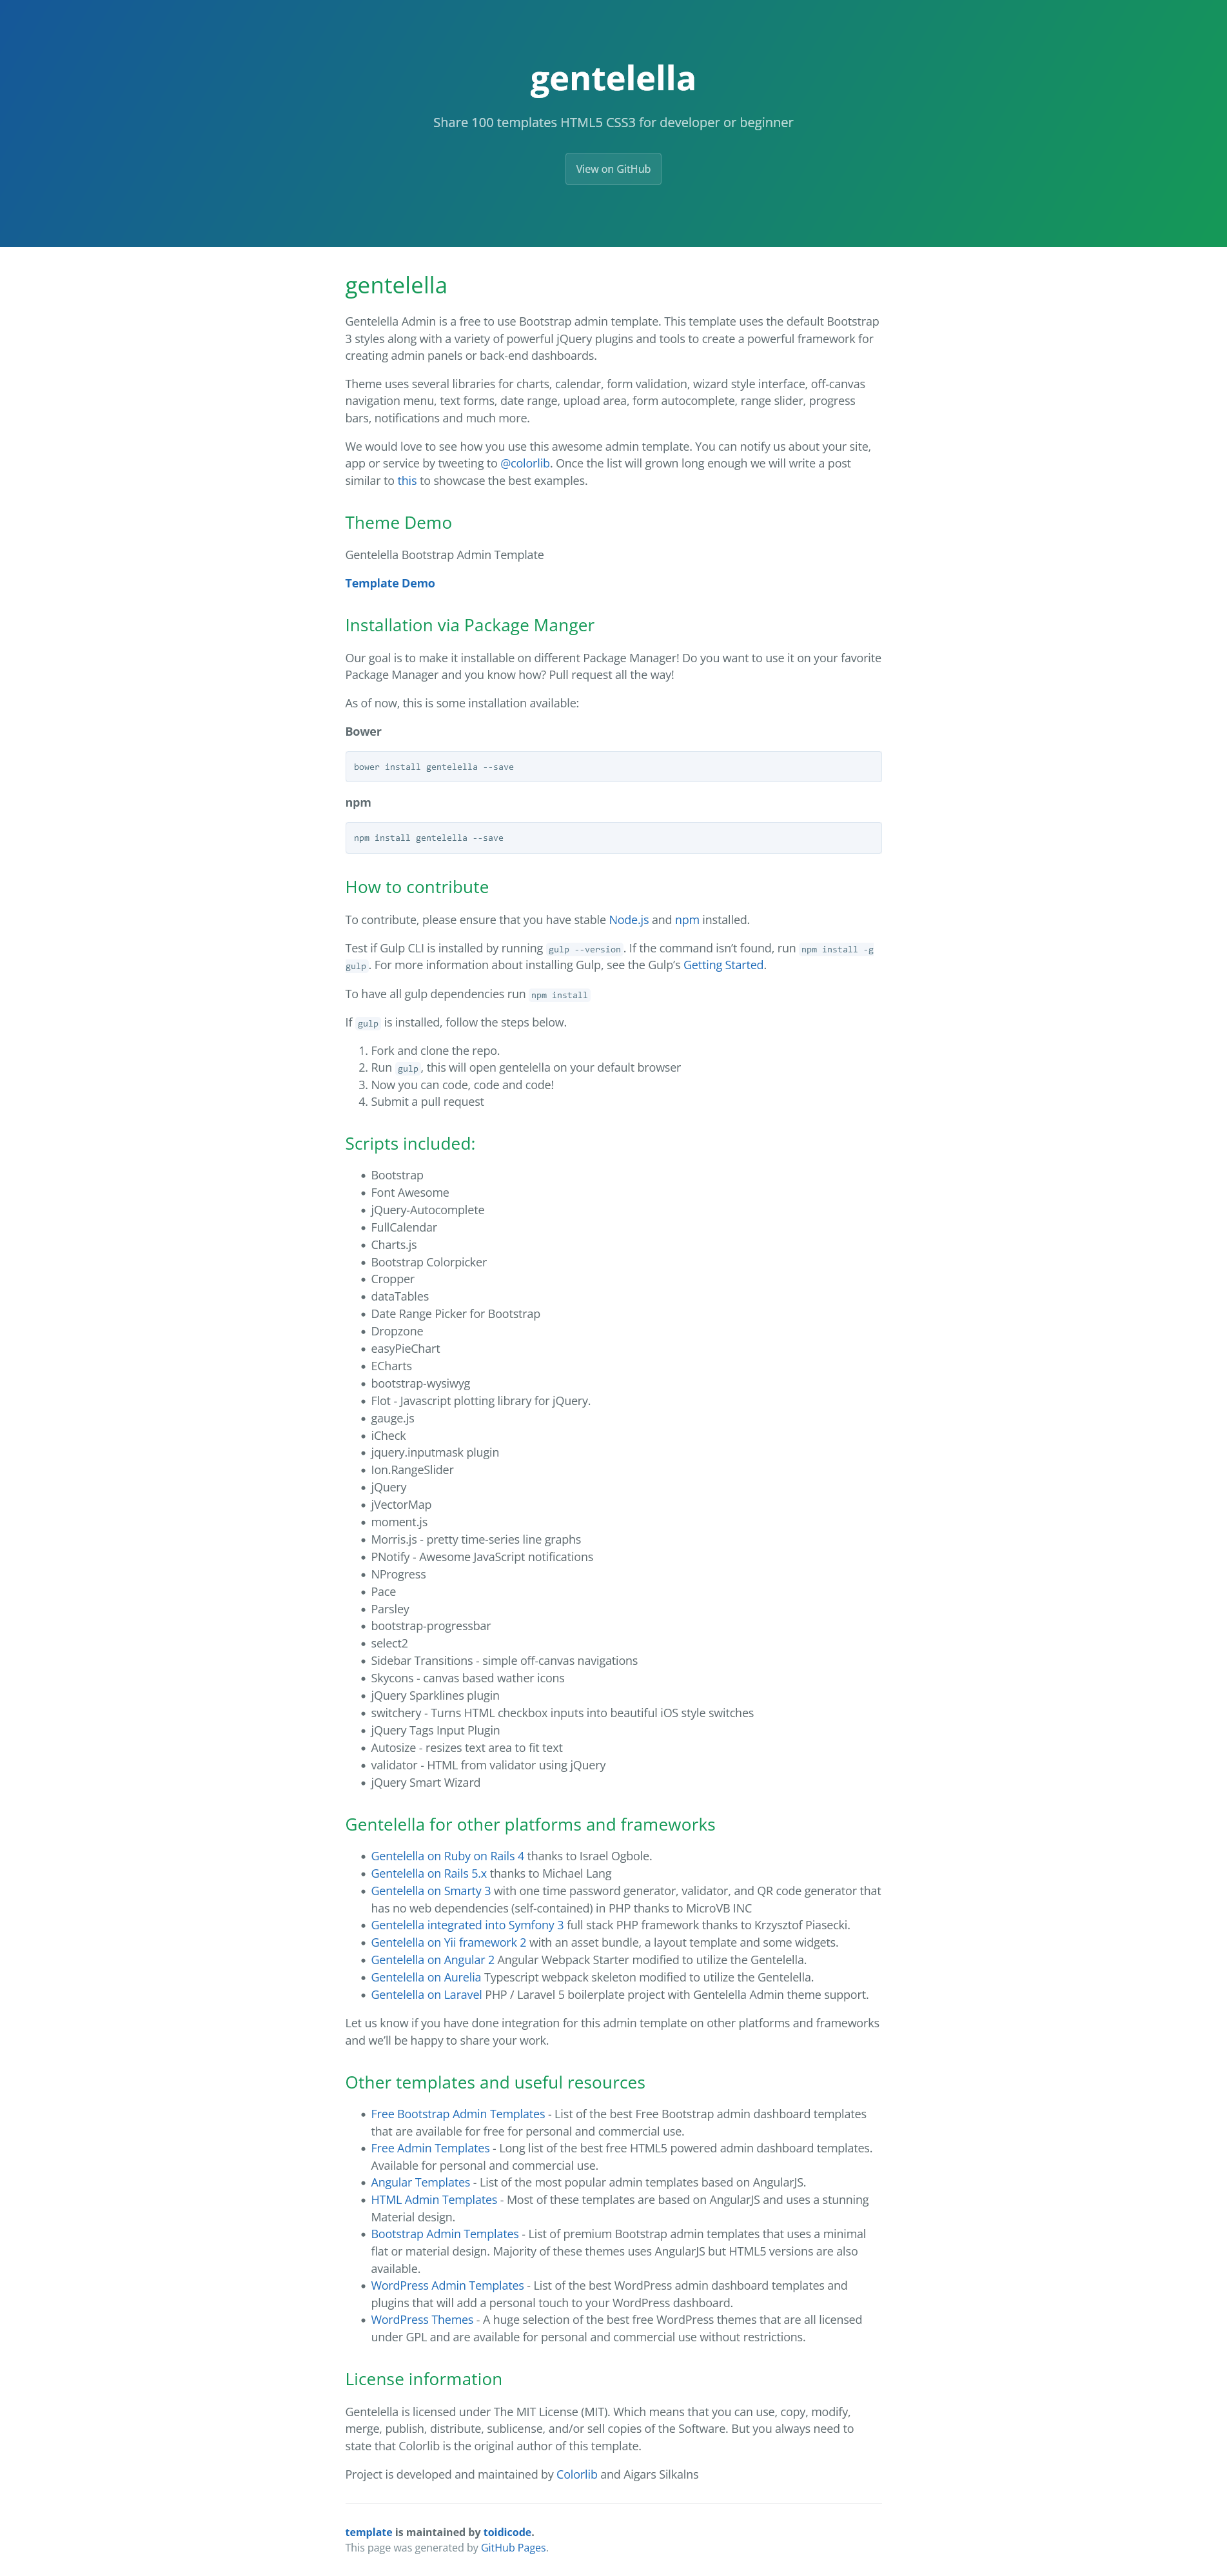 gentelella
Share 100 templates HTML5 CSS3 for developer or beginner
View on GitHub
gentelella
Gentelella Admin is a free to use Bootstrap admin template. This template uses the default Bootstrap
3 styles along with a variety of powerful jQuery plugins and tools to create a powerful framework for
creating admin panels or back-end dashboards.
Theme uses several libraries for charts, calendar, form validation, wizard style interface, off-canvas
navigation menu, text forms, date range, upload area, form autocomplete, range slider, progress
bars, notifications and much more.
We would love to see how you use this awesome admin template. You can notify us about your site,
app or service by tweeting to @colorlib. Once the list will grown long enough we will write a post
similar to this to showcase the best examples.
Theme Demo
Gentelella Bootstrap Admin Template
Template Demo
Installation via Package Manger
Our goal is to make it installable on different Package Manager! Do you want to use it on your favorite
Package Manager and you know how? Pull request all the way!
As of now, this is some installation available:
Bower
bower install gentelella --save
npm
npm install gentelella --save
How to contribute
To contribute, please ensure that you have stable Node.js and npm installed.
Test if Gulp CLI is installed by running gulp --version. If the command isn’t found, run npm install -g
gulp. For more information about installing Gulp, see the Gulp’s Getting Started.
To have all gulp dependencies run npm install
If gulp is installed, follow the steps below.
1. Fork and clone the repo.
2. Run gulp, this will open gentelella on your default browser
3. Now you can code, code and code!
4. Submit a pull request
Scripts included:
• Bootstrap
• Font Awesome
• jQuery-Autocomplete
• FullCalendar
• Charts.js
• Bootstrap Colorpicker
• Cropper
• dataTables
• Date Range Picker for Bootstrap
• Dropzone
• easyPieChart
• ECharts
• bootstrap-wysiwyg
• Flot - Javascript plotting library for jQuery.
• gauge.js
• iCheck
• jquery.inputmask plugin
• Ion.RangeSlider
• jQuery
• jVectorMap
• moment.js
• Morris.js - pretty time-series line graphs
• PNotify - Awesome JavaScript notifications
• NProgress
• Pace
• Parsley
• bootstrap-progressbar
• select2
• Sidebar Transitions - simple off-canvas navigations
• Skycons - canvas based wather icons
• jQuery Sparklines plugin
• switchery - Turns HTML checkbox inputs into beautiful iOS style switches
• jQuery Tags Input Plugin
• Autosize - resizes text area to fit text
• validator - HTML from validator using jQuery
• jQuery Smart Wizard
Gentelella for other platforms and frameworks
• Gentelella on Ruby on Rails 4 thanks to Israel Ogbole.
• Gentelella on Rails 5.x thanks to Michael Lang
• Gentelella on Smarty 3 with one time password generator, validator, and QR code generator that
has no web dependencies (self-contained) in PHP thanks to MicroVB INC
• Gentelella integrated into Symfony 3 full stack PHP framework thanks to Krzysztof Piasecki.
• Gentelella on Yii framework 2 with an asset bundle, a layout template and some widgets.
• Gentelella on Angular 2 Angular Webpack Starter modified to utilize the Gentelella.
• Gentelella on Aurelia Typescript webpack skeleton modified to utilize the Gentelella.
• Gentelella on Laravel PHP / Laravel 5 boilerplate project with Gentelella Admin theme support.
Let us know if you have done integration for this admin template on other platforms and frameworks
and we’ll be happy to share your work.
Other templates and useful resources
• Free Bootstrap Admin Templates - List of the best Free Bootstrap admin dashboard templates
that are available for free for personal and commercial use.
• Free Admin Templates - Long list of the best free HTML5 powered admin dashboard templates.
Available for personal and commercial use.
• Angular Templates - List of the most popular admin templates based on AngularJS.
• HTML Admin Templates - Most of these templates are based on AngularJS and uses a stunning
Material design.
• Bootstrap Admin Templates - List of premium Bootstrap admin templates that uses a minimal
flat or material design. Majority of these themes uses AngularJS but HTML5 versions are also
available.
• WordPress Admin Templates - List of the best WordPress admin dashboard templates and
plugins that will add a personal touch to your WordPress dashboard.
• WordPress Themes - A huge selection of the best free WordPress themes that are all licensed
under GPL and are available for personal and commercial use without restrictions.
License information
Gentelella is licensed under The MIT License (MIT). Which means that you can use, copy, modify,
merge, publish, distribute, sublicense, and/or sell copies of the Software. But you always need to
state that Colorlib is the original author of this template.
Project is developed and maintained by Colorlib and Aigars Silkalns
template is maintained by toidicode.
This page was generated by GitHub Pages.